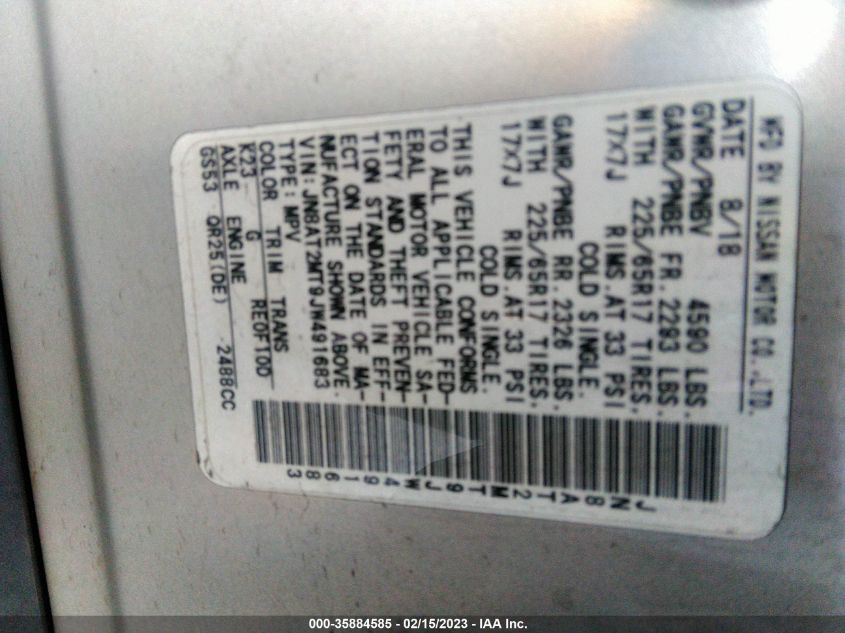 MFD BY NISSAN MOTOR CO.,LTD.
DATE 8/18
GVWR/PNBV 4590 LBS.
GAWR/PNBE FR. 2283 LBS.
WITH 225/65R17 TIRES.
17X7J RIMS.AT 33 PSI
COLD SINGLE.
GAWR/PNBE RR. 2326 LBS.
WITH 225/65R17 TIRES.
17X7J RIMS.AT 33 PSI
COLD SINGLE.
THIS VEHICLE CONFORMS
TO ALL APPLICABLE FED-
ERAL MOTOR VEHICLE SA-
FETY AND THEFT PREVEN-
TION STANDARDS IN EFF-
ECT ON THE DATE OF MA-
NUFACTURE SHOWN ABOVE.
VIN:JN8AT2MT9JW491683
TYPE:MPV
COLOR TRIM TRANS
K23 G RE0F10D
AXLE ENGINE
GS53 QR25(DE) 2488CC
JN8AT2MT9JW491683
000-35884585 - 02/15/2023 - IAA Inc.